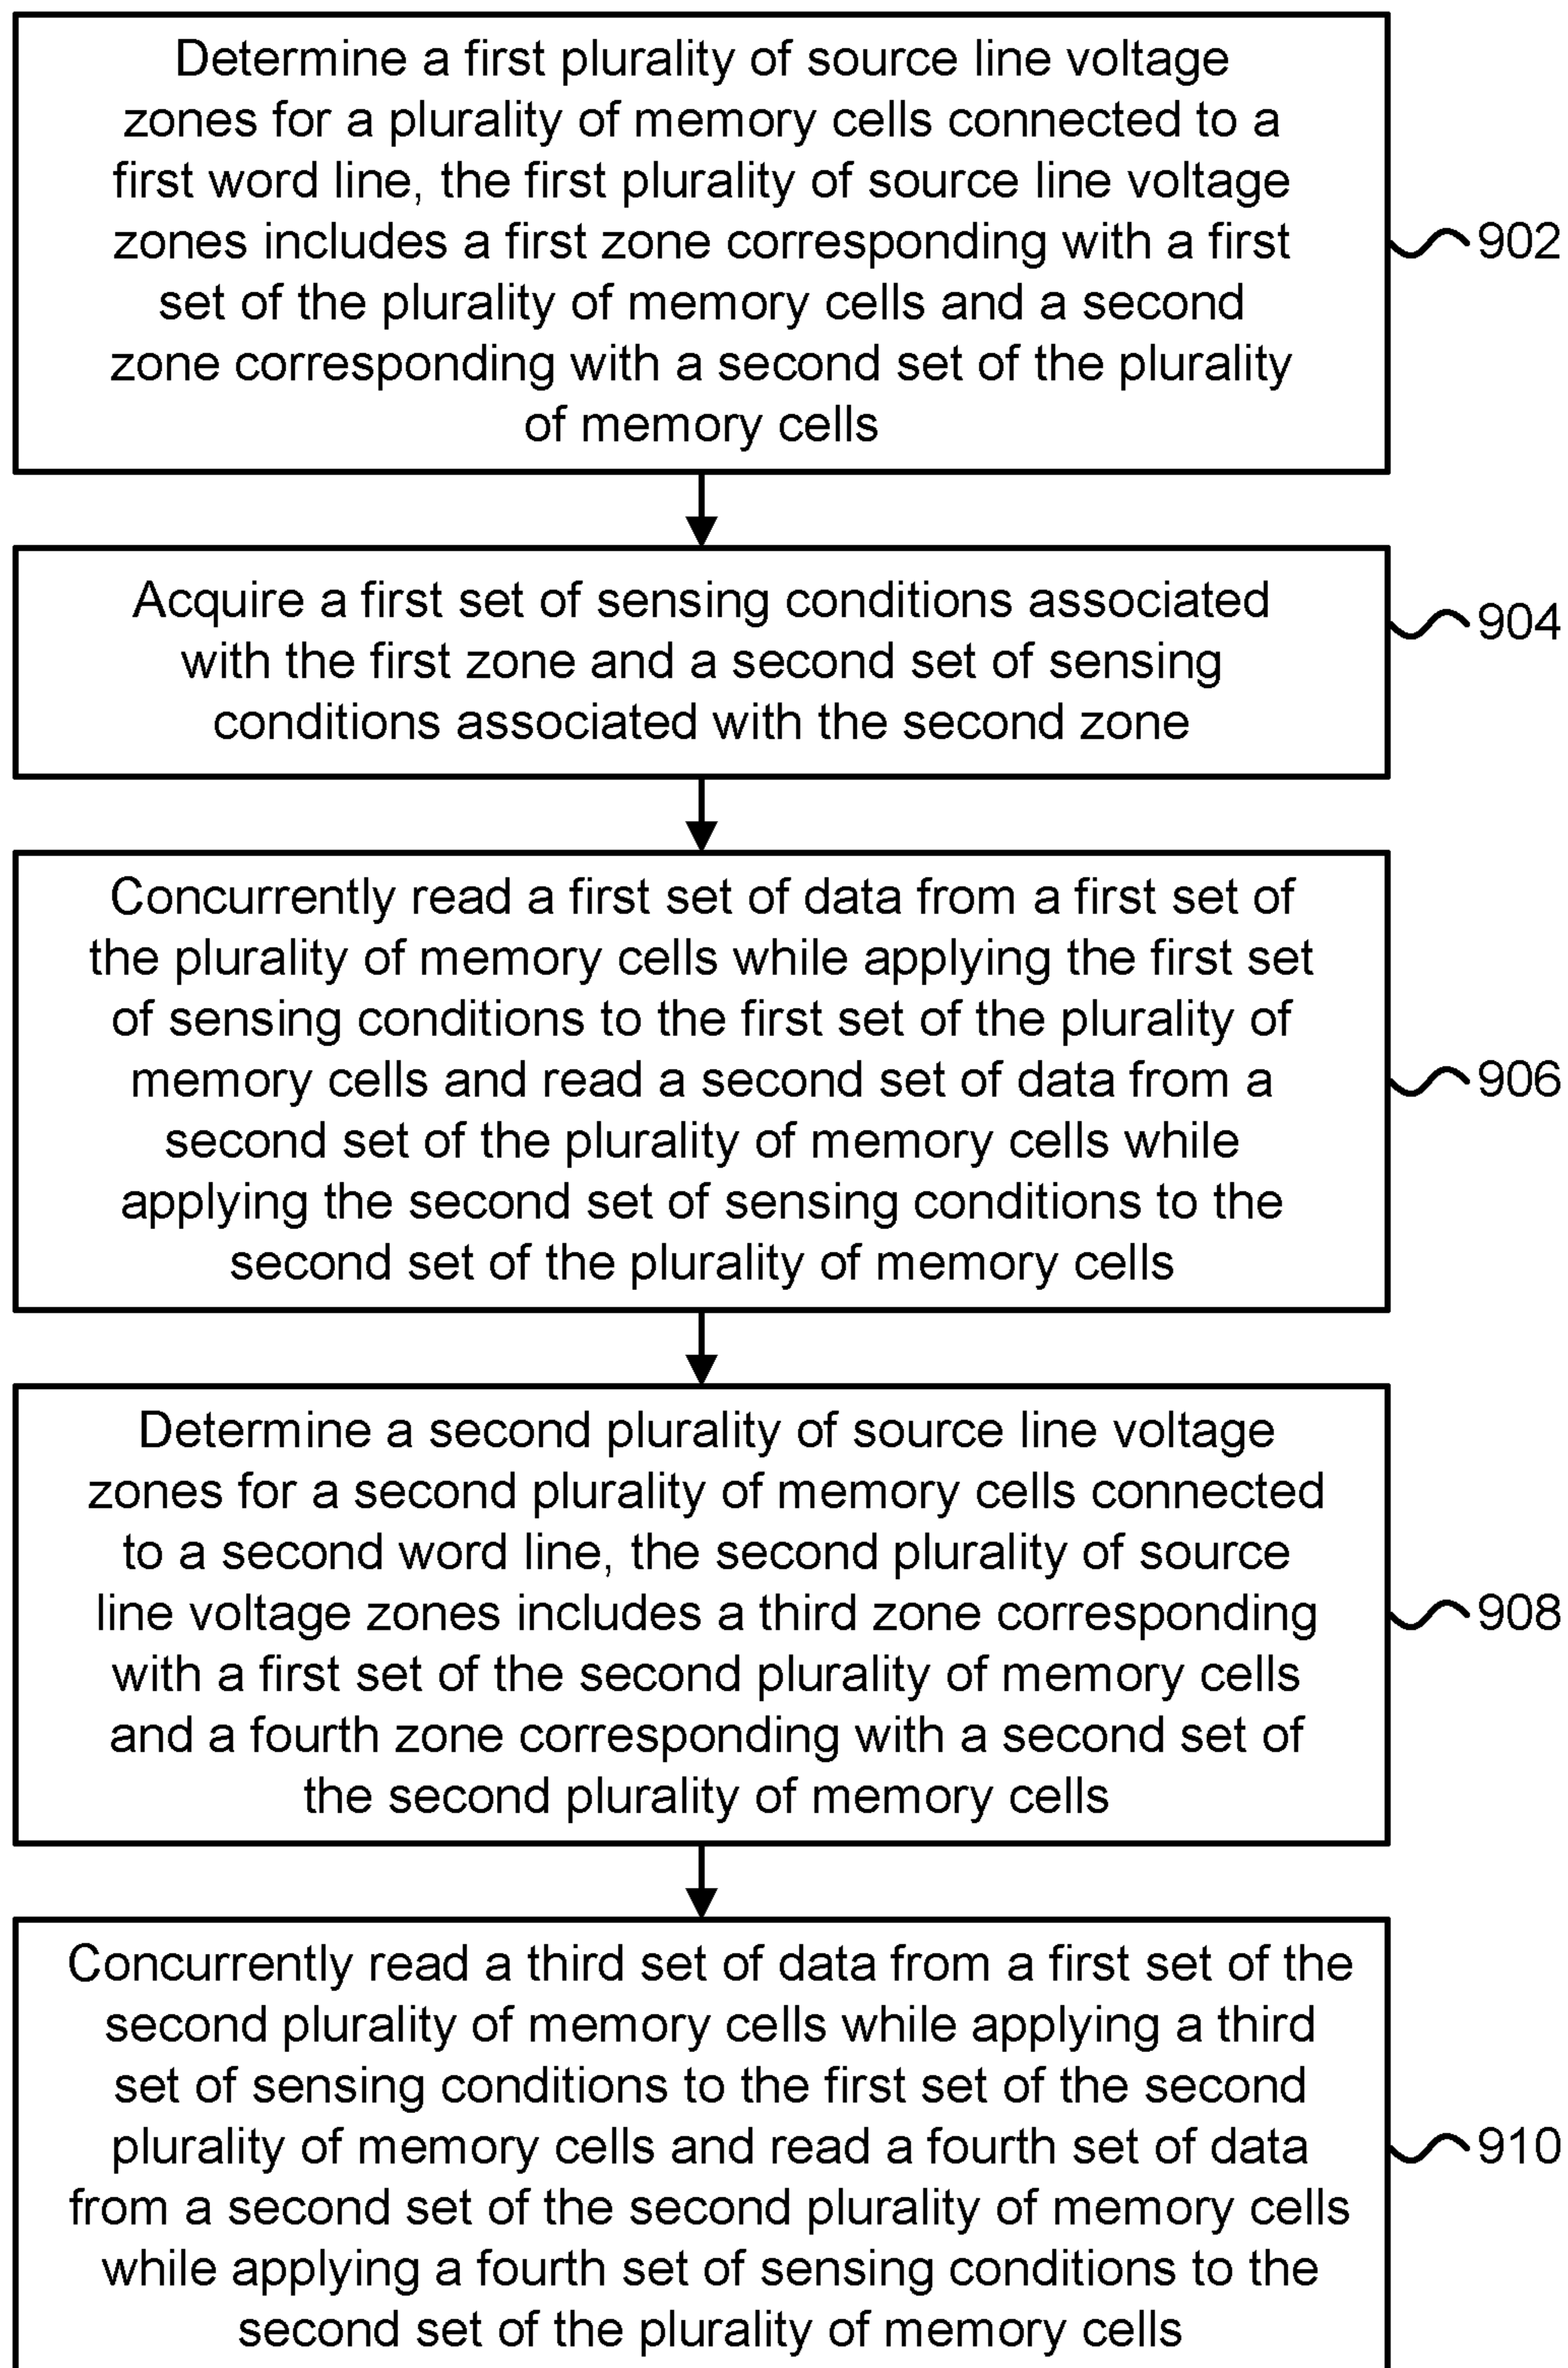 Determine a first plurality of source line voltage
zones for a plurality of memory cells connected to a
first word line, the first plurality of source line voltage
zones includes a first zone corresponding with a first
set of the plurality of memory cells and a second
zone corresponding with a second set of the plurality
of memory cells
902
Acquire a first set of sensing conditions associated
with the first zone and a second set of sensing
conditions associated with the second zone
904
Concurrently read a first set of data from a first set of
the plurality of memory cells while applying the first set
of sensing conditions to the first set of the plurality of
memory cells and read a second set of data from a
second set of the plurality of memory cells while
applying the second set of sensing conditions to the
second set of the plurality of memory cells
906
Determine a second plurality of source line voltage
zones for a second plurality of memory cells connected
to a second word line, the second plurality of source
line voltage zones includes a third zone corresponding
with a first set of the second plurality of memory cells
and a fourth zone corresponding with a second set of
the second plurality of memory cells
908
Concurrently read a third set of data from a first set of the
second plurality of memory cells while applying a third
set of sensing conditions to the first set of the second
plurality of memory cells and read a fourth set of data
from a second set of the second plurality of memory cells
while applying a fourth set of sensing conditions to the
second set of the plurality of memory cells
910